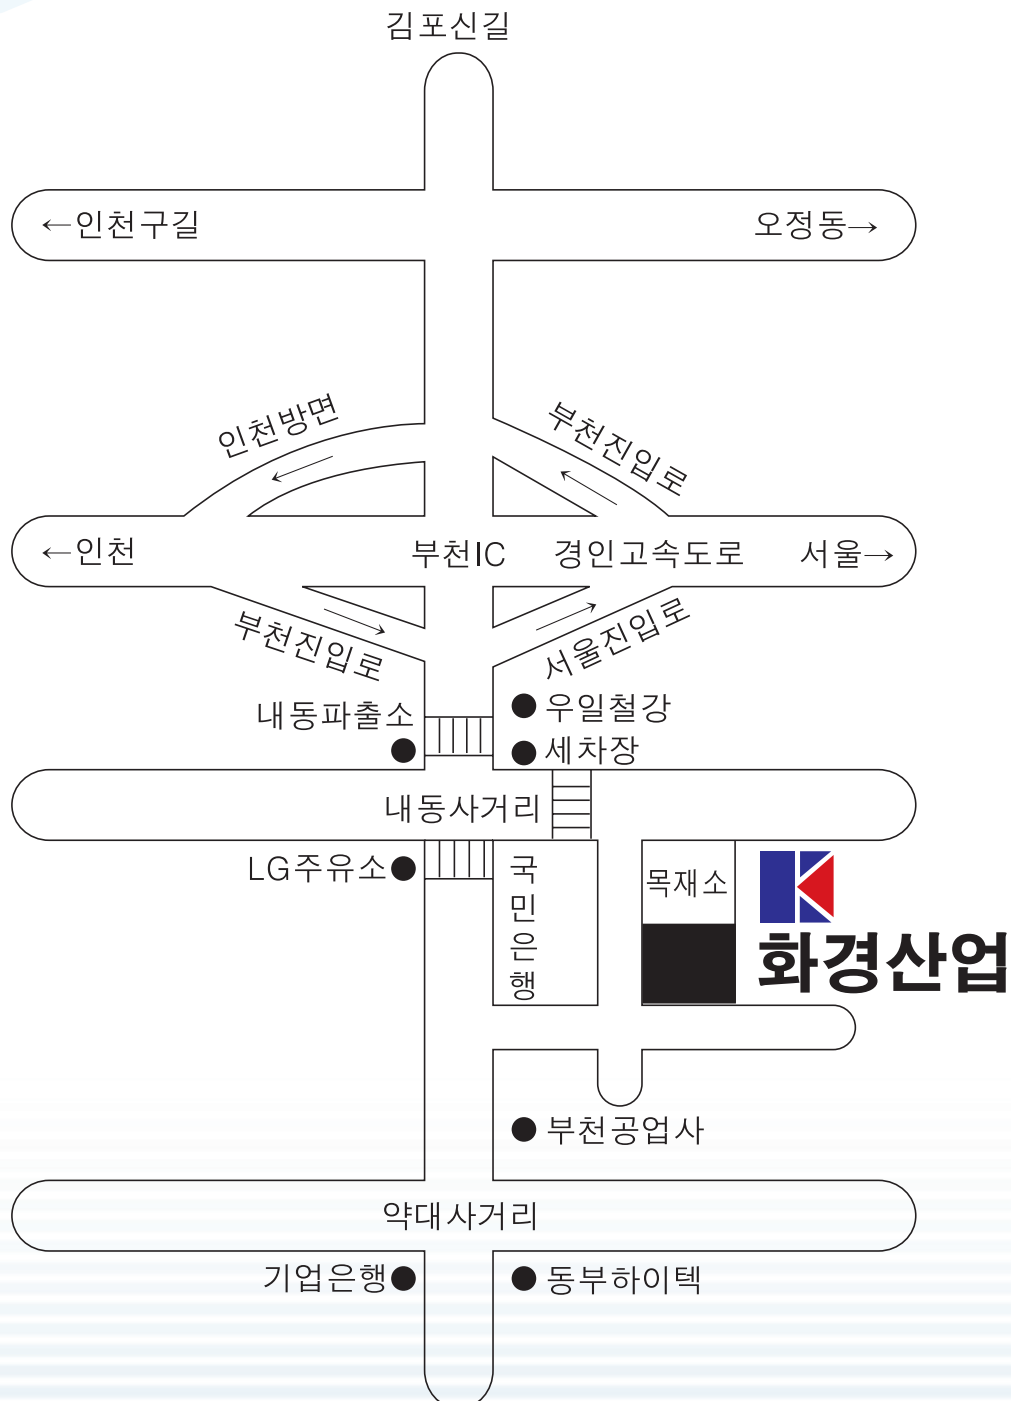 김포신길
←인천구길
오정동→
인천방면
부천진입로
←인천
부천IC
경인고속도로
서울→
부천진입로
서울진입로
내동파출소
우일철강
세차장
내동사거리
LG주유소
국민은행
목재소
화경산업
부천공업사
약대사거리
기업은행
동부하이텍